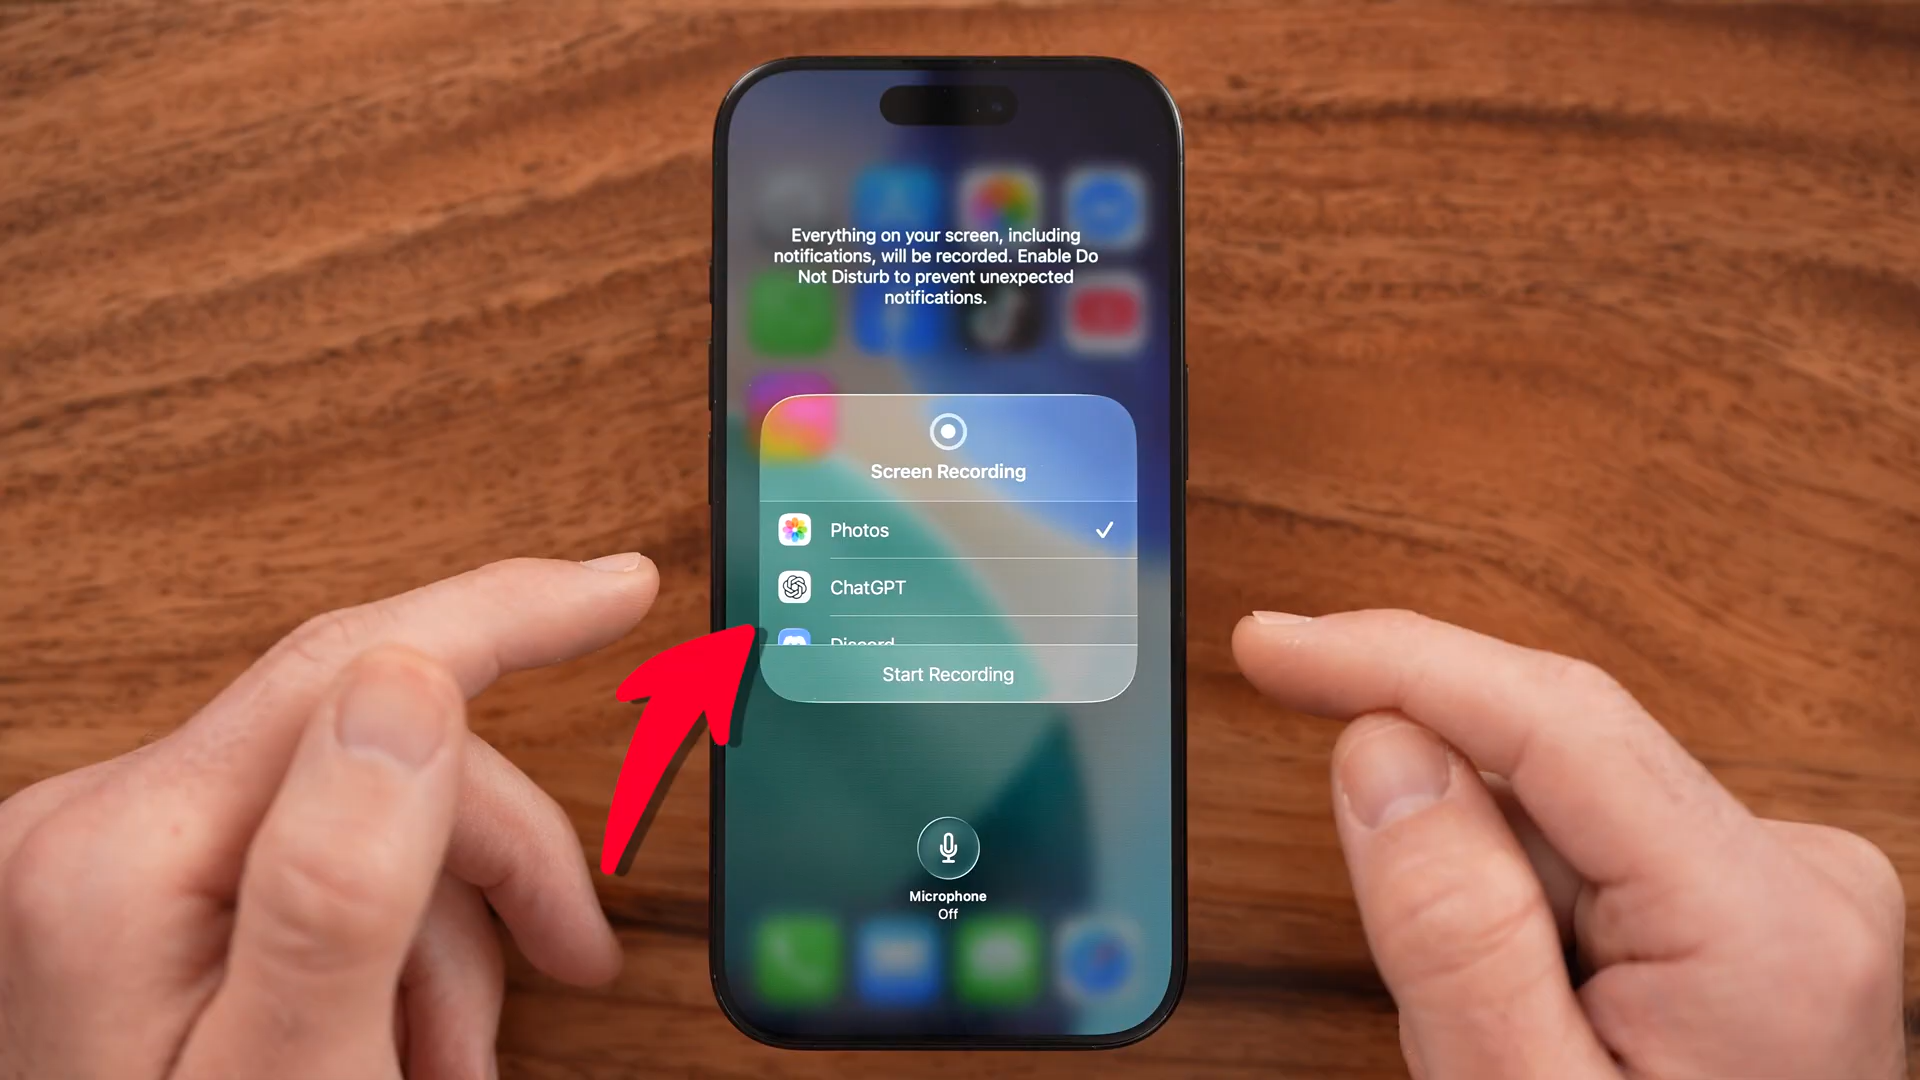 Everything on your screen, including
notifications, will be recorded. Enable Do
Not Disturb to prevent unexpected
notifications.
Screen Recording
Photos
ChatGPT
Discord
Start Recording
Microphone
Off